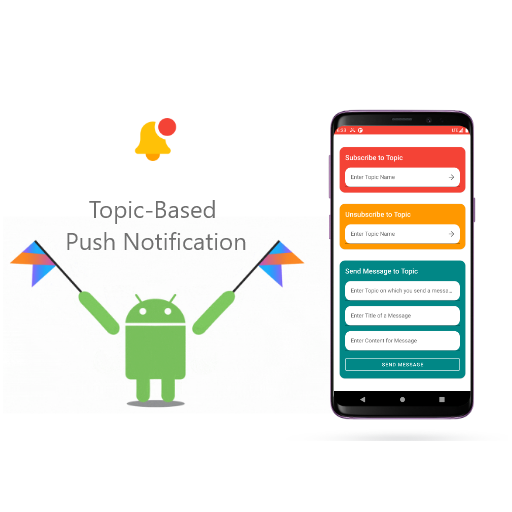 Topic-Based
Push Notification
Subscribe to Topic
Enter Topic Name
Unsubscribe to Topic
Enter Topic Name
Send Message to Topic
Enter Topic on which you send a messa...
Enter Title of a Message
Enter Content for Message
SEND MESSAGE